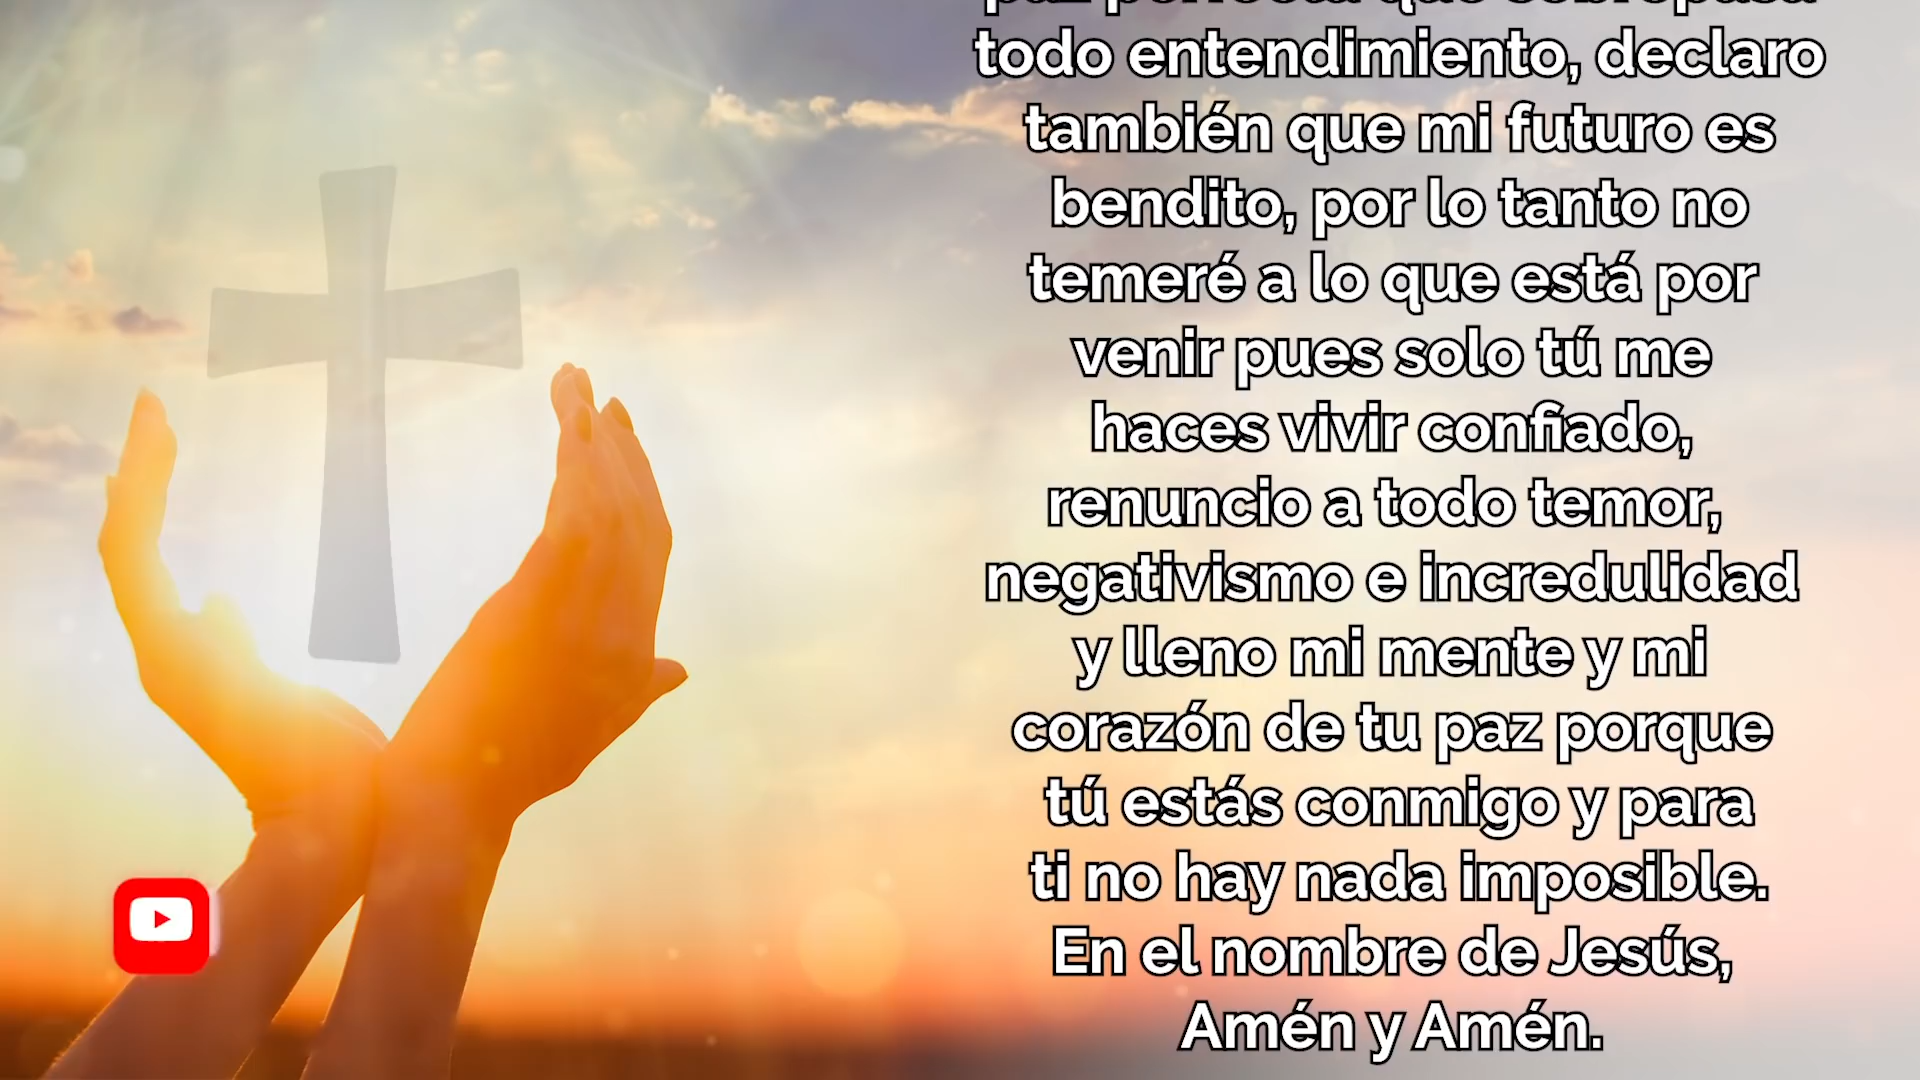 todo entendimiento, declaro
también que mi futuro es
bendito, por lo tanto no
temeré a lo que está por
venir pues solo tú me
haces vivir confiado,
renuncio a todo temor,
negativismo e incredulidad
y lleno mi mente y mi
corazón de tu paz porque
tú estás conmigo y para
ti no hay nada imposible.
En el nombre de Jesús,
Amén y Amén.